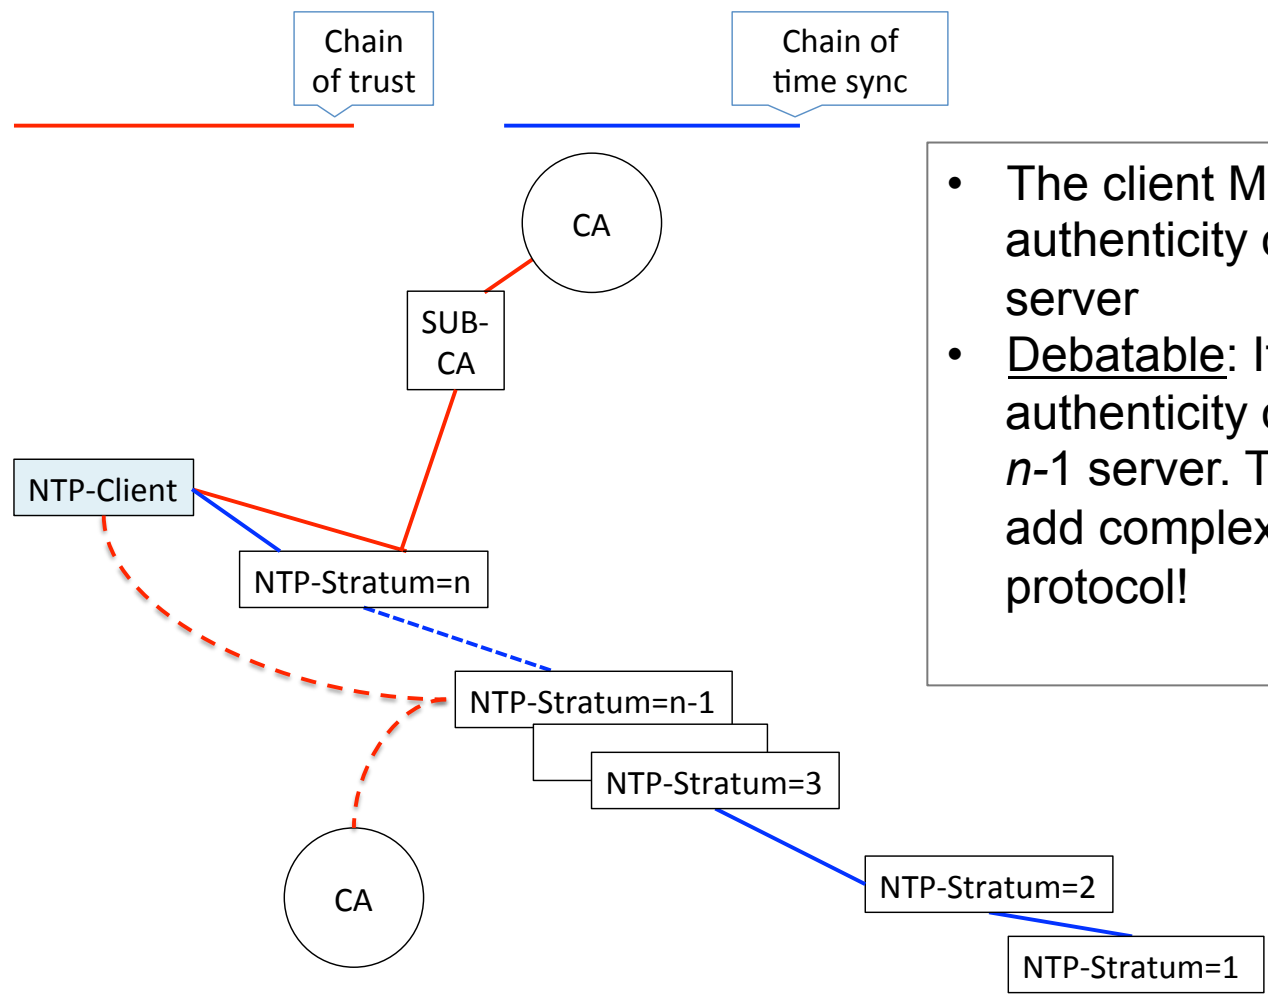 Chain
of trust
Chain of
time sync
• The client M
authenticity
server
• Debatable: I
authenticity
n-1 server. T
add comple
protocol!
CA
SUB-
CA
NTP-Client
NTP-Stratum=n
NTP-Stratum=n-1
NTP-Stratum=3
CA
NTP-Stratum=2
NTP-Stratum=1